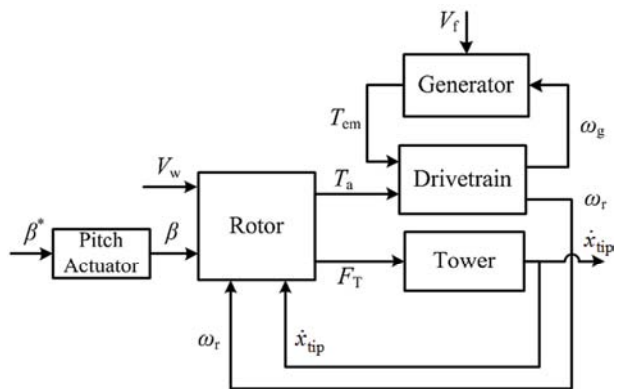 V_f
Generator
T_em
ω_g
V_w
T_a
Drivetrain
ω_r
β*
Pitch
Actuator
β
Rotor
F_T
Tower
ẋ_tip
ω_r
ẋ_tip